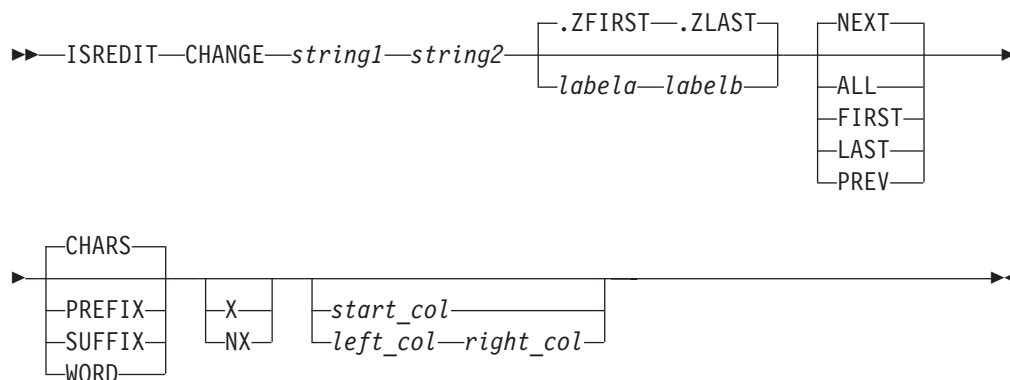 .ZFIRST .ZLAST NEXT
ISREDIT CHANGE string1 string2
labela labelb ALL
FIRST
LAST
PREV
CHARS
PREFIX X start_col
SUFFIX NX left_col right_col
WORD